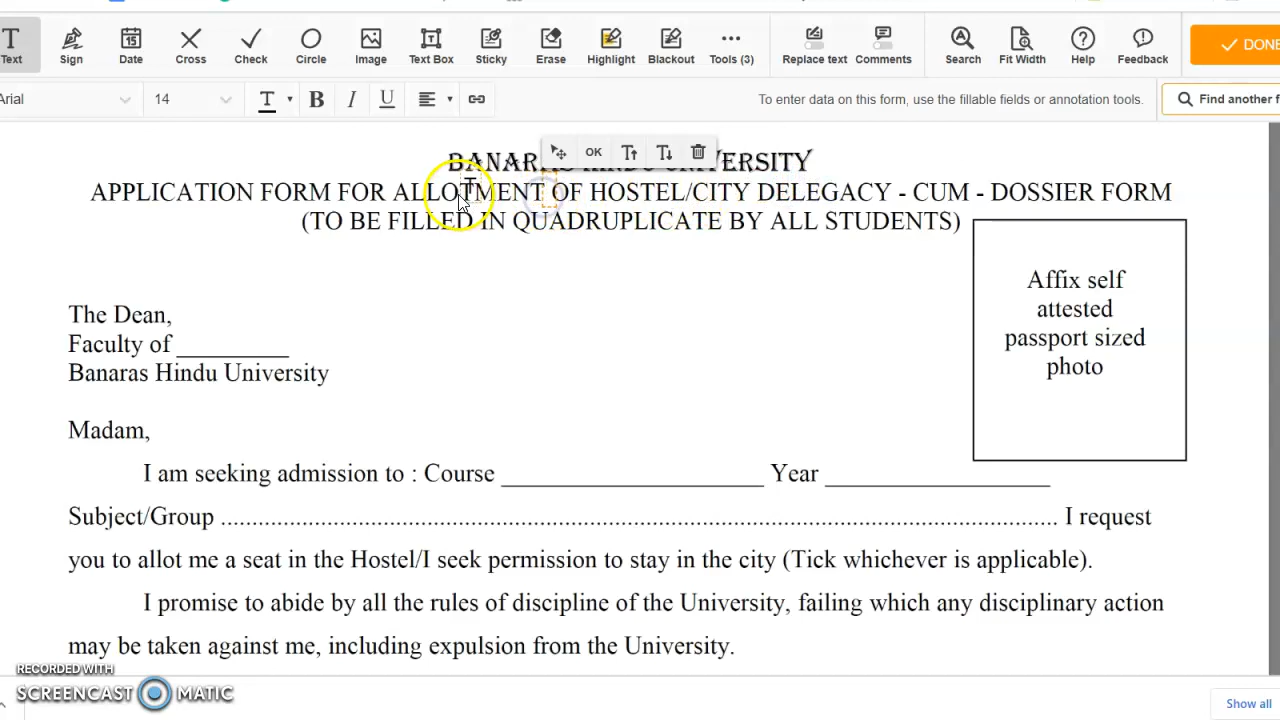 Text Sign Date Cross Check Circle Image Text Box Sticky Erase Highlight Blackout Tools (3) Replace text Comments Search Fit Width Help Feedback DONE
Arial 14 T B I U To enter data on this form, use the fillable fields or annotation tools. Find another f
OK
BANARAS HINDU UNIVERSITY
APPLICATION FORM FOR ALLOTMENT OF HOSTEL/CITY DELEGACY - CUM - DOSSIER FORM
(TO BE FILLED IN QUADRUPLICATE BY ALL STUDENTS)
Affix self
attested
passport sized
photo
The Dean,
Faculty of _________
Banaras Hindu University
Madam,
I am seeking admission to : Course _____________________ Year __________________
Subject/Group ...................................................................................................................................... I request
you to allot me a seat in the Hostel/I seek permission to stay in the city (Tick whichever is applicable).
I promise to abide by all the rules of discipline of the University, failing which any disciplinary action
may be taken against me, including expulsion from the University.
RECORDED WITH
SCREENCAST MATIC
Show all